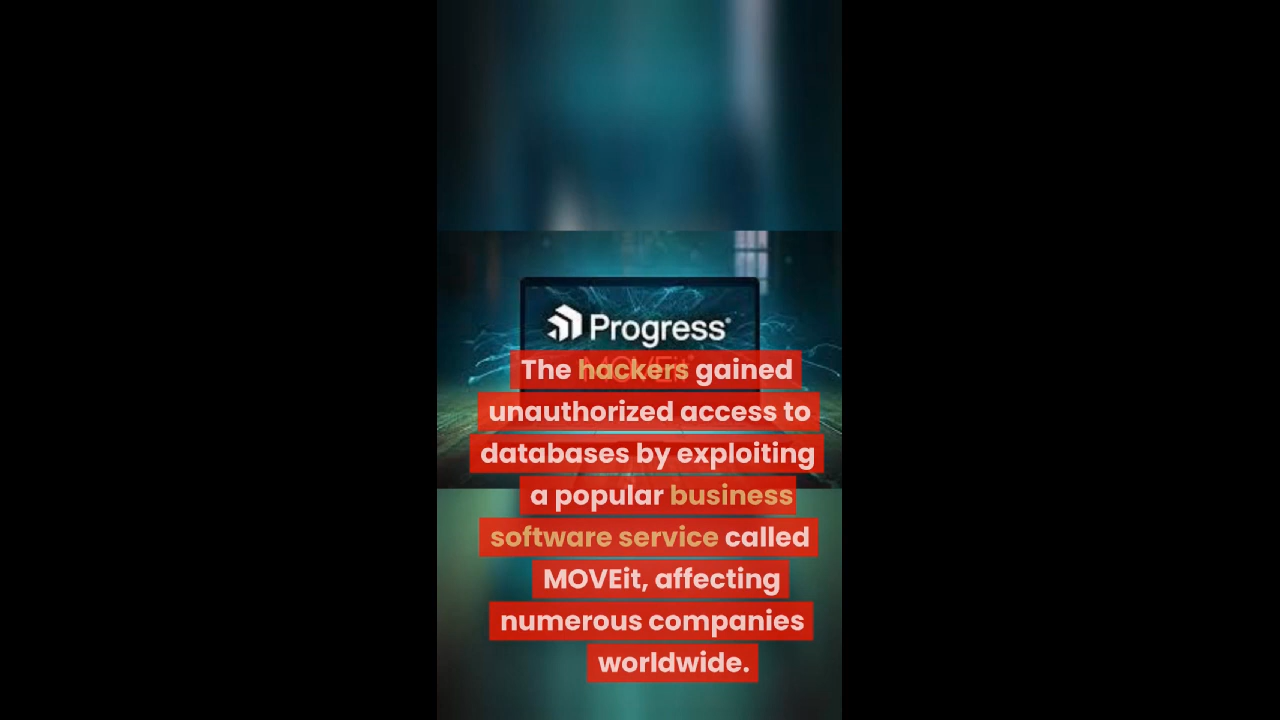 Progress®
MOVEit®
The hackers gained
unauthorized access to
databases by exploiting
a popular business
software service called
MOVEit, affecting
numerous companies
worldwide.